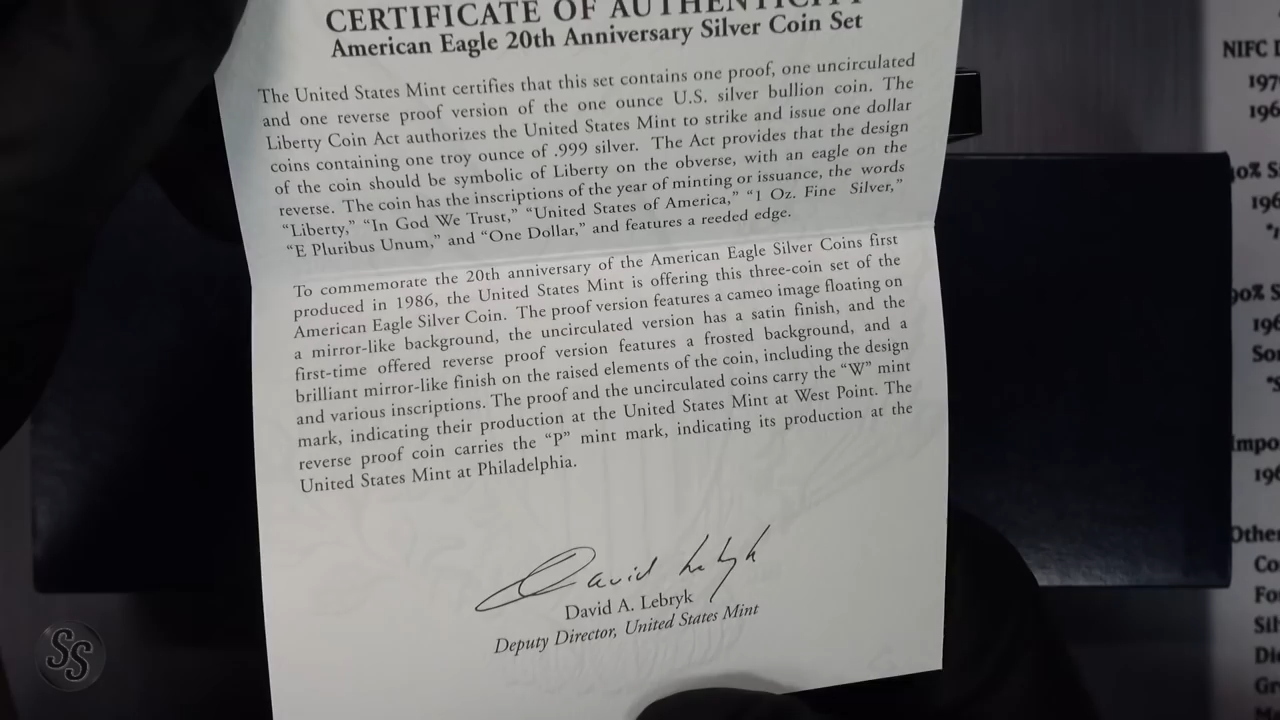 CERTIFICATE OF AUTHENTICITY
American Eagle 20th Anniversary Silver Coin Set
The United States Mint certifies that this set contains one proof, one uncirculated
and one reverse proof version of the one ounce U.S. silver bullion coin. The
Liberty Coin Act authorizes the United States Mint to strike and issue one dollar
coins containing one troy ounce of .999 silver. The Act provides that the design
of the coin should be symbolic of Liberty on the obverse, with an eagle on the
reverse. The coin has the inscriptions of the year of minting or issuance, the words
“Liberty,” “In God We Trust,” “United States of America,” “1 Oz. Fine Silver,”
“E Pluribus Unum,” and “One Dollar,” and features a reeded edge.
To commemorate the 20th anniversary of the American Eagle Silver Coins first
produced in 1986, the United States Mint is offering this three-coin set of the
American Eagle Silver Coin. The proof version features a cameo image floating on
a mirror-like background, the uncirculated version has a satin finish, and the
first-time offered reverse proof version features a frosted background, and a
brilliant mirror-like finish on the raised elements of the coin, including the design
and various inscriptions. The proof and the uncirculated coins carry the “W” mint
mark, indicating their production at the United States Mint at West Point. The
reverse proof coin carries the “P” mint mark, indicating its production at the
United States Mint at Philadelphia.
David Lebryk
David A. Lebryk
Deputy Director, United States Mint
SS
NIFC